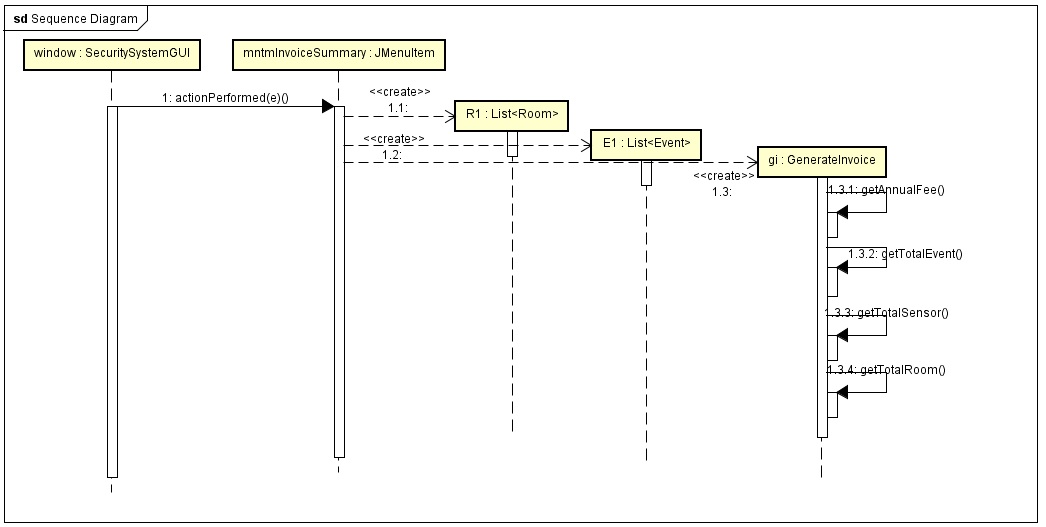 sd Sequence Diagram
window : SecuritySystemGUI
mntmInvoiceSummary : JMenuItem
1: actionPerformed(e)()
<<create>>
1.1:
R1 : List<Room>
<<create>>
1.2:
E1 : List<Event>
<<create>>
1.3:
gi : GenerateInvoice
1.3.1: getAnnualFee()
1.3.2: getTotalEvent()
1.3.3: getTotalSensor()
1.3.4: getTotalRoom()